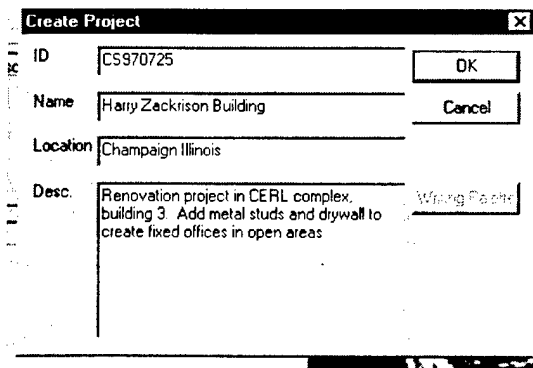 Create Project
ID CS970725 OK
Name Harry Zackrison Building Cancel
Location Champaign Illinois
Desc. Renovation project in CERL complex,
building 3. Add metal studs and drywall to
create fixed offices in open areas